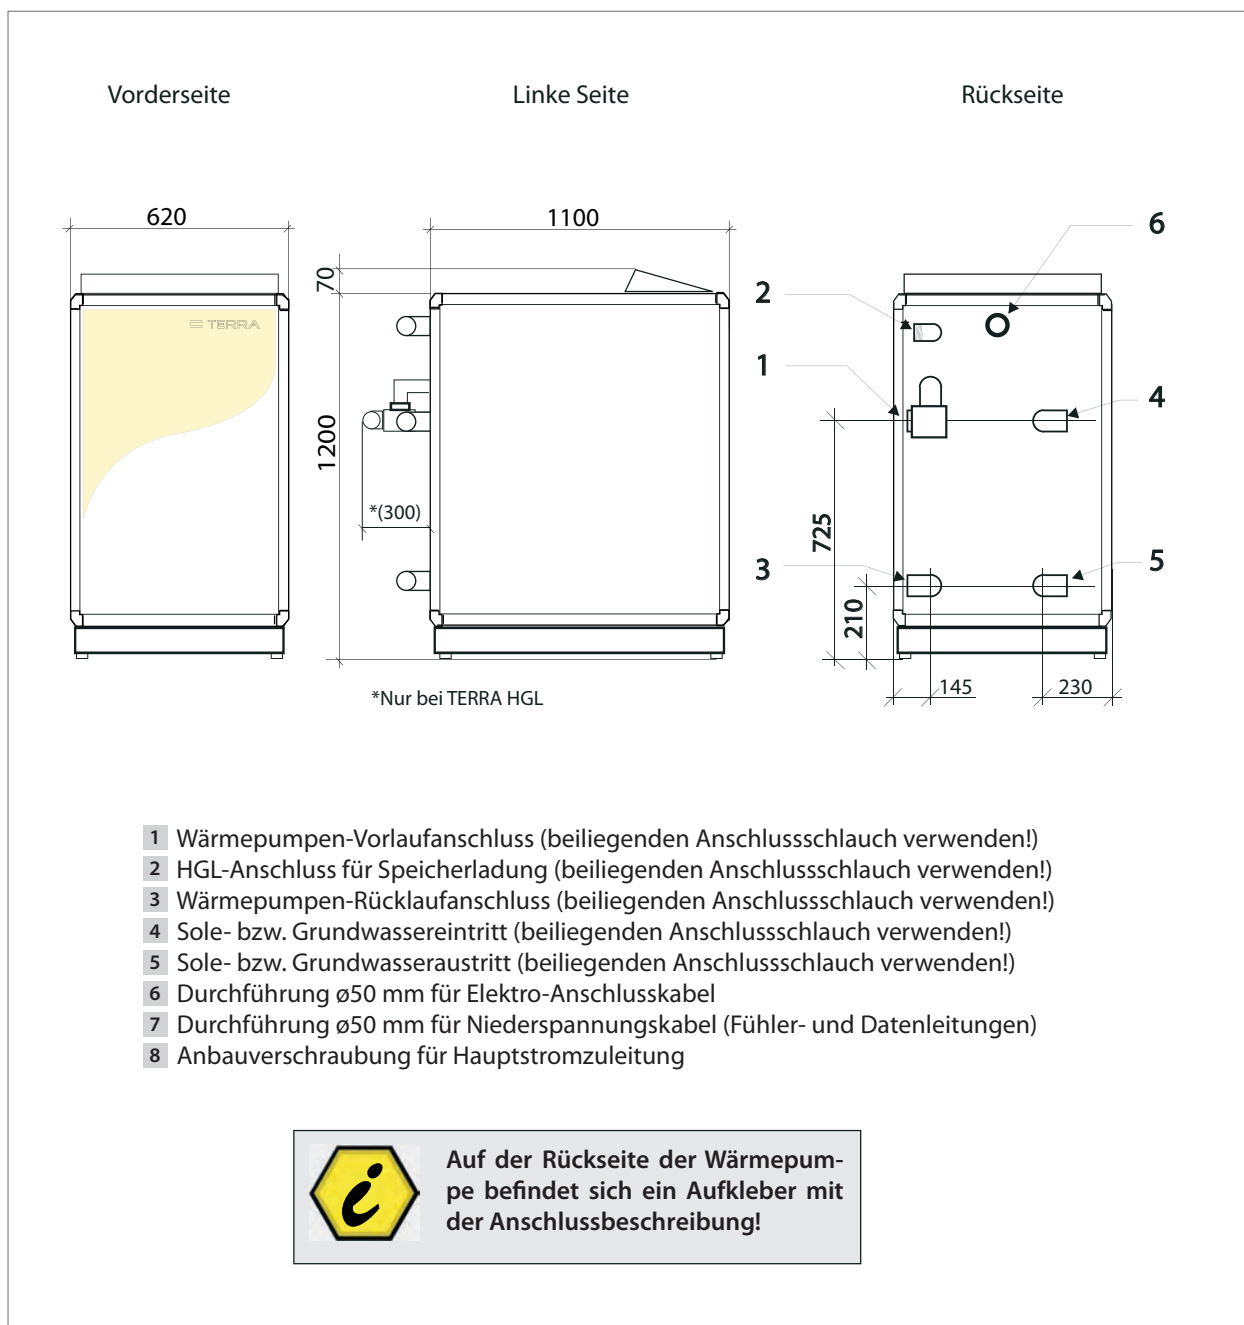 Vorderseite
Linke Seite
Rückseite
620
1100
6
70
2
TERRA
1
4
1200
*(300)
725
3
5
210
145
230
*Nur bei TERRA HGL
1 Wärmepumpen-Vorlaufanschluss (beiliegenden Anschlussschlauch verwenden!)
2 HGL-Anschluss für Speicherladung (beiliegenden Anschlussschlauch verwenden!)
3 Wärmepumpen-Rücklaufanschluss (beiliegenden Anschlussschlauch verwenden!)
4 Sole- bzw. Grundwassereintritt (beiliegenden Anschlussschlauch verwenden!)
5 Sole- bzw. Grundwasseraustritt (beiliegenden Anschlussschlauch verwenden!)
6 Durchführung ø50 mm für Elektro-Anschlusskabel
7 Durchführung ø50 mm für Niederspannungskabel (Fühler- und Datenleitungen)
8 Anbauverschraubung für Hauptstromzuleitung
i
Auf der Rückseite der Wärmepum-
pe befindet sich ein Aufkleber mit
der Anschlussbeschreibung!